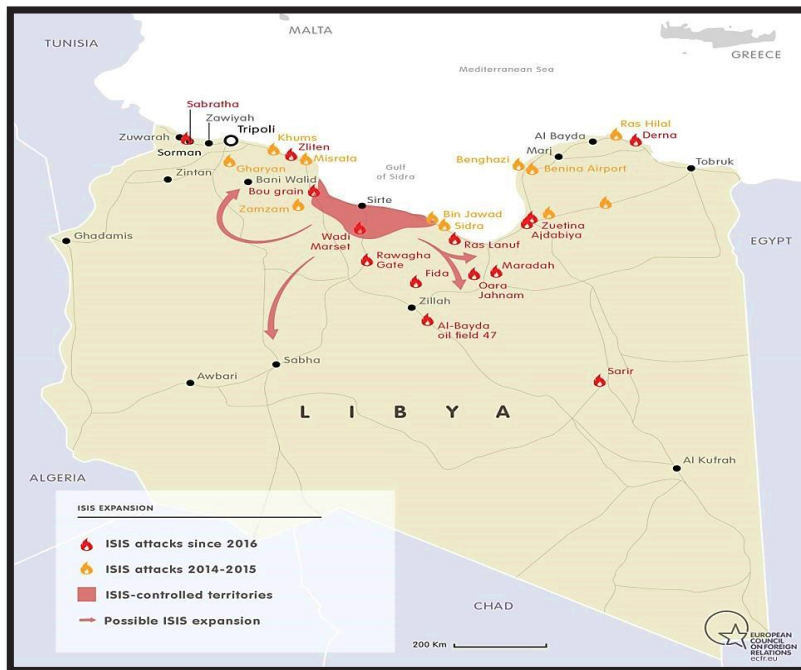 MALTA
TUNISIA
GREECE
Mediterranean Sea
Sabratha
Zawiyah
Tripoli
Zuwarah
Sorman
Khums
Zliten
Misrata
Gharyan
Zintan
Bani Walid
Bou grain
Zamzam
Gulf
of Sidra
Sirte
Ras Hilal
Al Bayda
Derna
Marj
Benghazi
Benina Airport
Tobruk
Bin Jawad
Sidra
Zuetina
Ajdabiya
Ghadamis
Wadi
Marset
Ras Lanuf
EGYPT
Rawagha
Gate
Maradah
Fida
Oara
Jahnam
Zillah
Al-Bayda
oil field 47
Sabha
Awbari
Sarir
LIBYA
Al Kufrah
ALGERIA
ISIS EXPANSION
ISIS attacks since 2016
ISIS attacks 2014-2015
ISIS-controlled territories
Possible ISIS expansion
CHAD
200 Km
EUROPEAN
COUNCIL
ON FOREIGN
RELATIONS
ecfr.eu